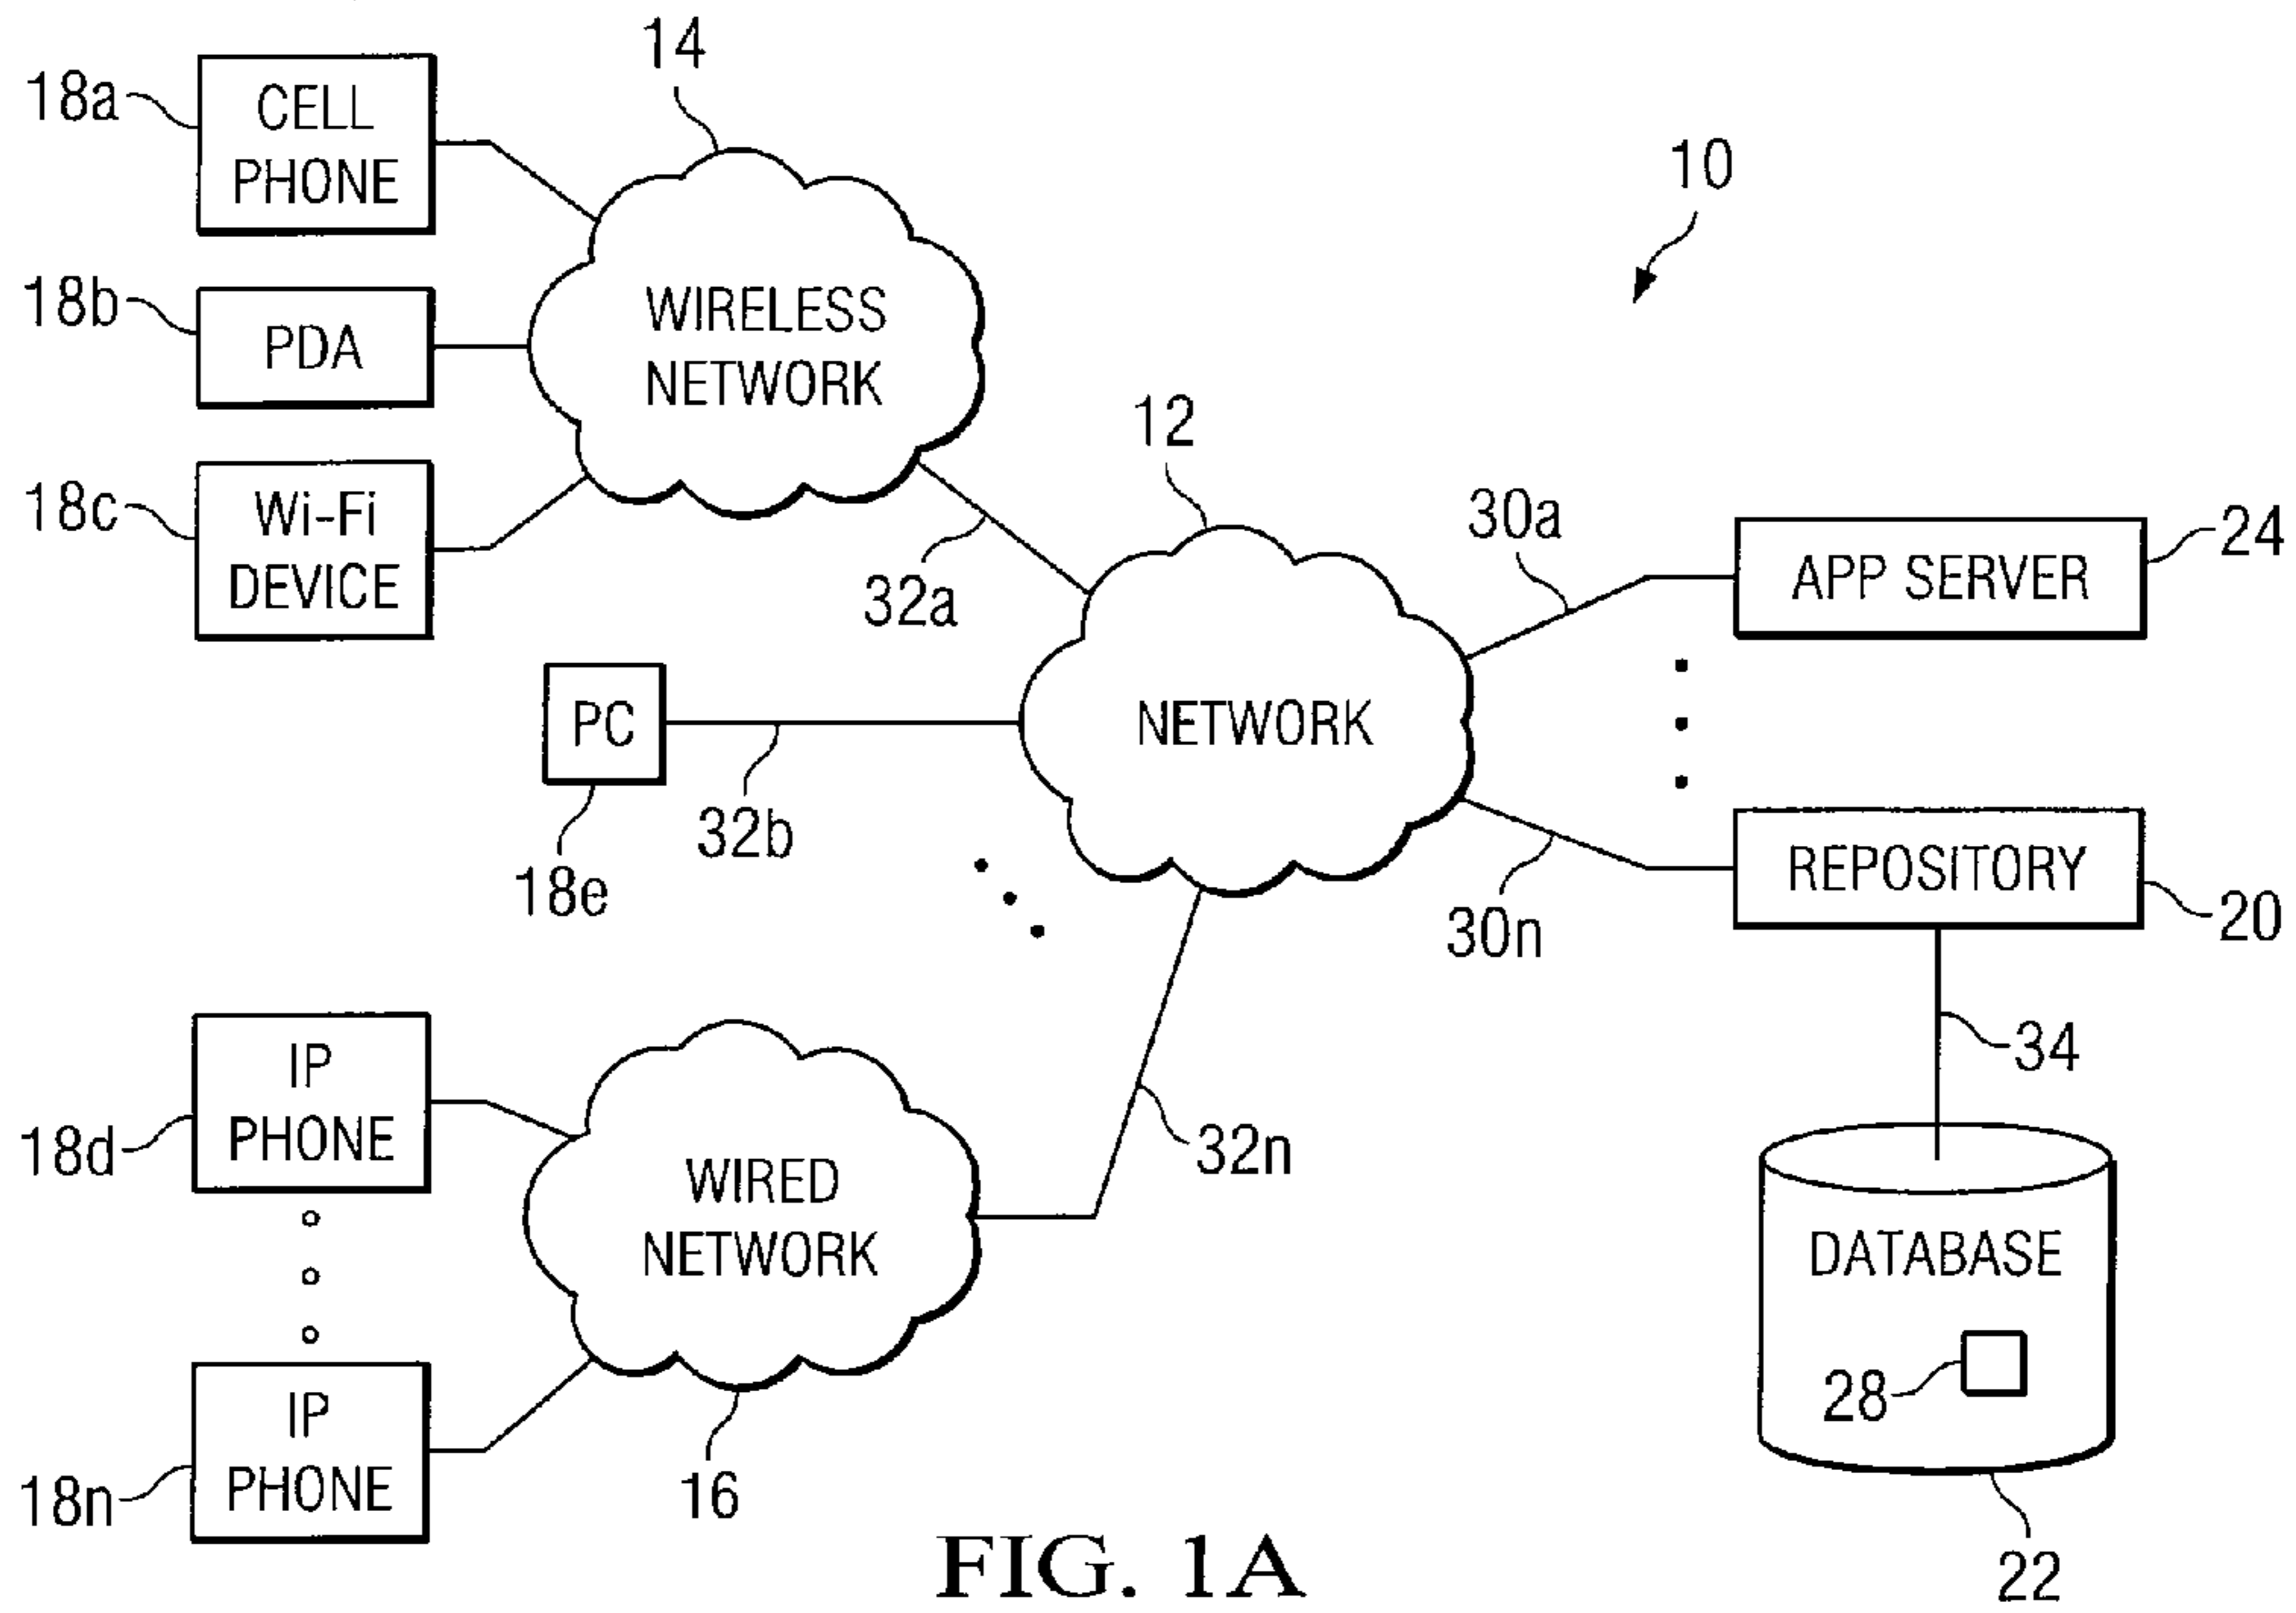 14
18a
CELL
PHONE
10
18b
PDA
WIRELESS
NETWORK
12
18c
Wi-Fi
DEVICE
32a
30a
APP SERVER
24
PC
NETWORK
32b
18e
REPOSITORY
20
30n
34
IP
PHONE
18d
32n
WIRED
NETWORK
DATABASE
28
IP
PHONE
18n
16
22
FIG. 1A